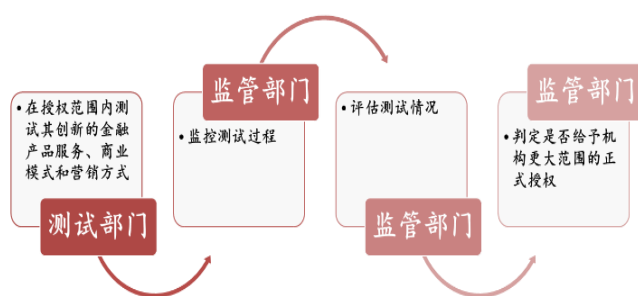 • 在授权范围内测
试其创新的金融
产品服务、商业
模式和营销方式
测试部门
监管部门
• 监控测试过程
• 评估测试情况
监管部门
监管部门
• 判定是否给予机
构更大范围的正
式授权